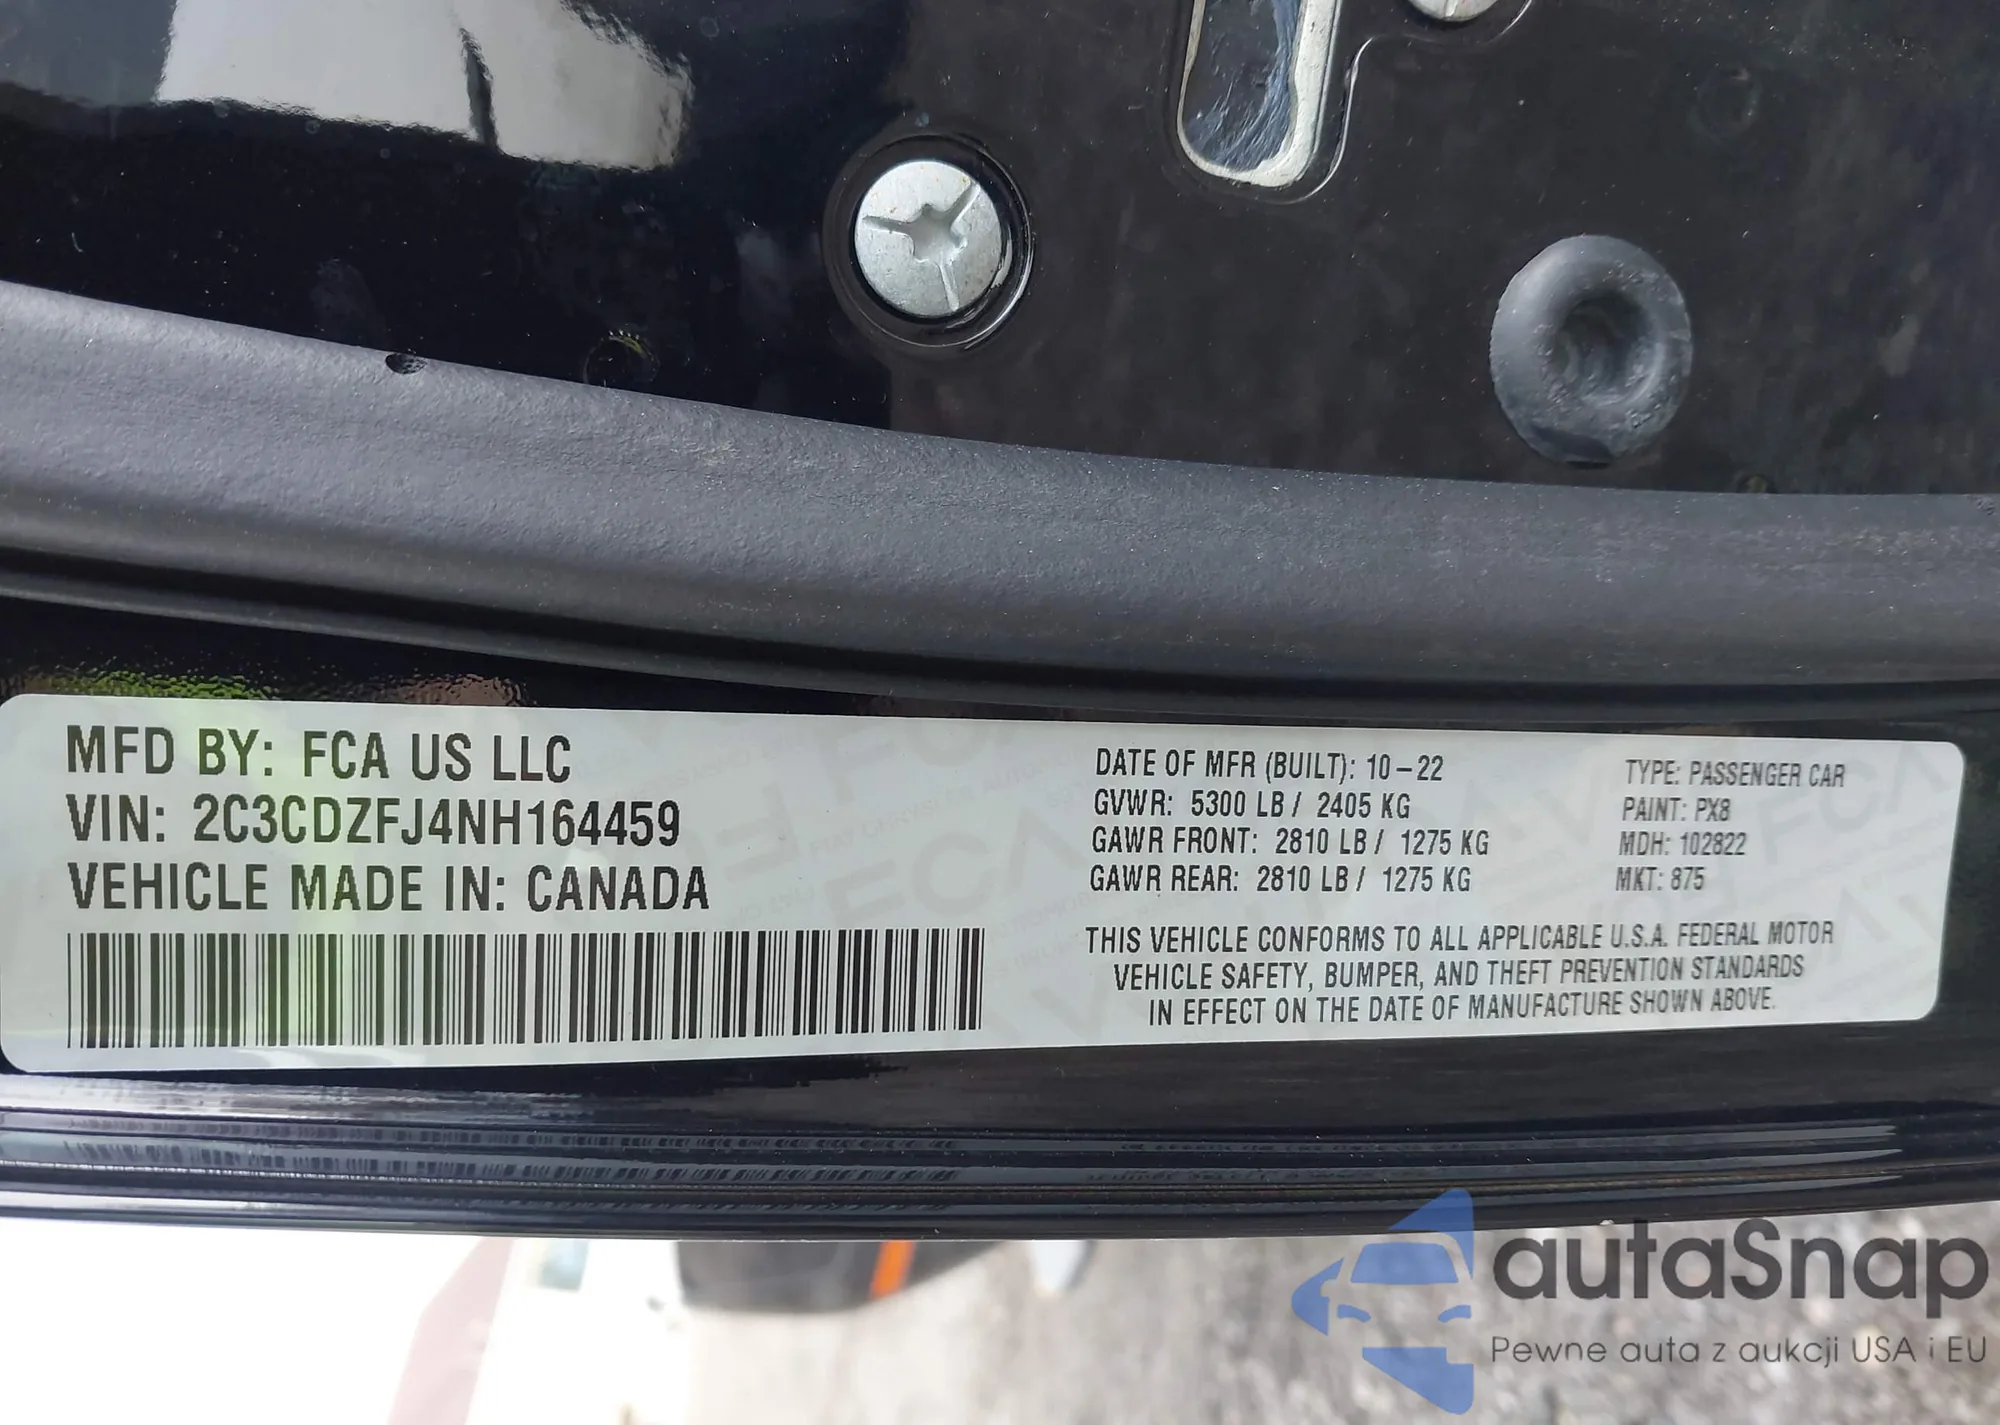 MFD BY: FCA US LLC
VIN: 2C3CDZFJ4NH164459
VEHICLE MADE IN: CANADA
DATE OF MFR (BUILT): 10-22
GVWR: 5300 LB / 2405 KG
GAWR FRONT: 2810 LB / 1275 KG
GAWR REAR: 2810 LB / 1275 KG
TYPE: PASSENGER CAR
PAINT: PX8
MDH: 102822
MKT: 875
THIS VEHICLE CONFORMS TO ALL APPLICABLE U.S.A. FEDERAL MOTOR
VEHICLE SAFETY, BUMPER, AND THEFT PREVENTION STANDARDS
IN EFFECT ON THE DATE OF MANUFACTURE SHOWN ABOVE.
autaSnap
Pewne auta z aukcji USA i EU